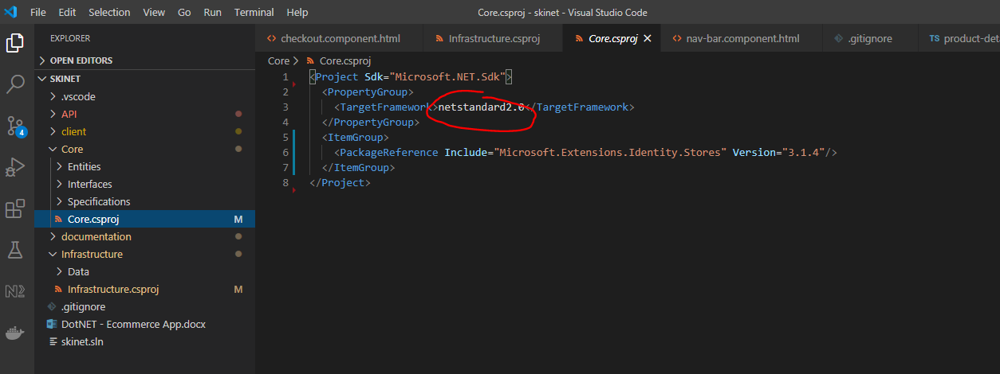 File Edit Selection View Go Run Terminal Help Core.csproj - skinet - Visual Studio Code
EXPLORER
OPEN EDITORS
SKINET
.vscode
API
client
Core
Entities
Interfaces
Specifications
Core.csproj M
documentation
Infrastructure
Data
Infrastructure.csproj M
.gitignore
DotNET - Ecommerce App.docx
skinet.sln
4
checkout.component.html Infrastructure.csproj Core.csproj nav-bar.component.html .gitignore TS product-det
Core > Core.csproj
1 <Project Sdk="Microsoft.NET.Sdk">
2 <PropertyGroup>
3 <TargetFramework>netstandard2.0</TargetFramework>
4 </PropertyGroup>
5 <ItemGroup>
6 <PackageReference Include="Microsoft.Extensions.Identity.Stores" Version="3.1.4"/>
7 </ItemGroup>
8 </Project>